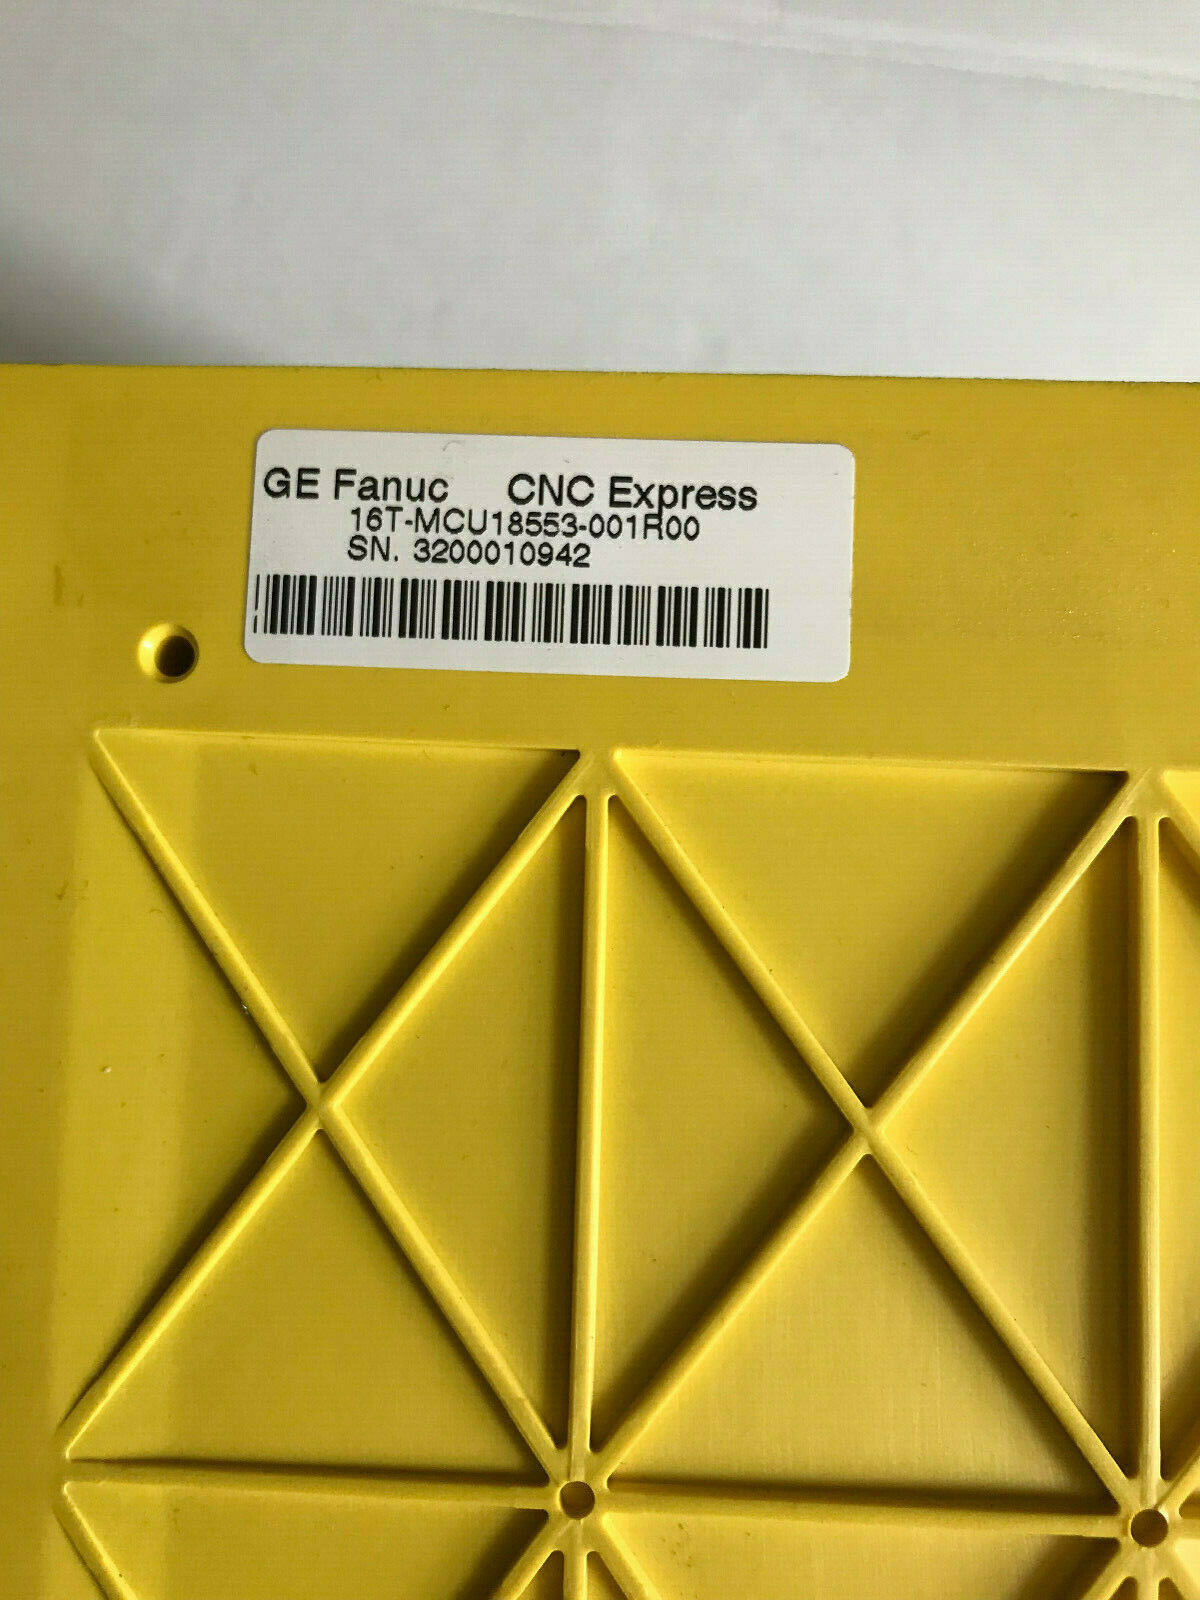 GE Fanuc CNC Express
16T-MCU18553-001R00
SN. 3200010942